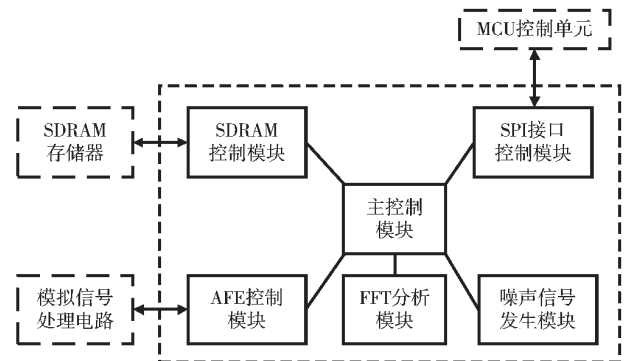 MCU控制单元
SDRAM
存储器
SDRAM
控制模块
SPI接口
控制模块
主控制
模块
模拟信号
处理电路
AFE控制
模块
FFT分析
模块
噪声信号
发生模块